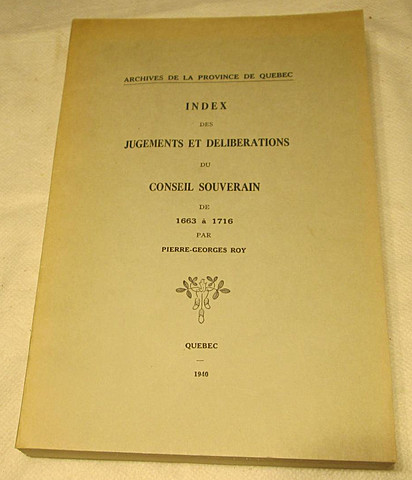 ARCHIVES DE LA PROVINCE DE QUEBEC
INDEX
DES
JUGEMENTS ET DELIBERATIONS
DU
CONSEIL SOUVERAIN
DE
1663 à 1716
PAR
PIERRE-GEORGES ROY
QUEBEC
—
1940